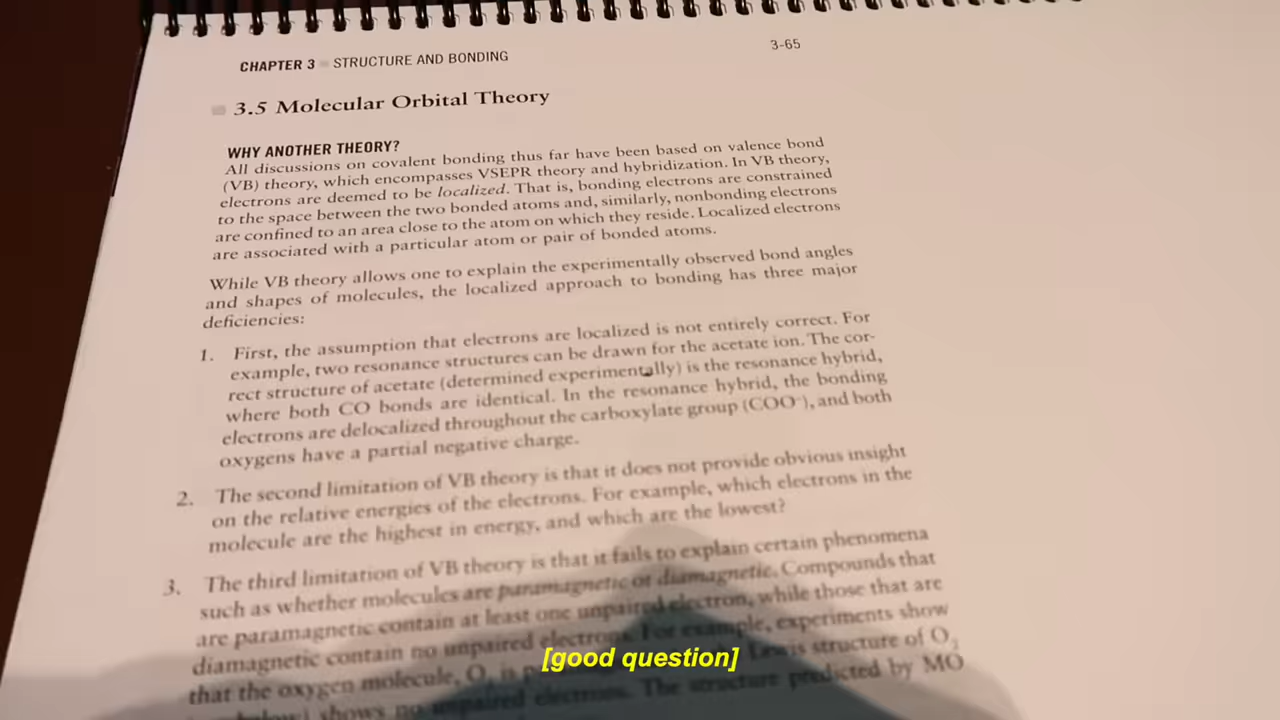 CHAPTER 3 STRUCTURE AND BONDING
3-65
3.5 Molecular Orbital Theory
WHY ANOTHER THEORY?
All discussions on covalent bonding thus far have been based on valence bond
(VB) theory, which encompasses VSEPR theory and hybridization. In VB theory,
electrons are deemed to be localized. That is, bonding electrons are constrained
to the space between the two bonded atoms and, similarly, nonbonding electrons
are confined to an area close to the atom on which they reside. Localized electrons
are associated with a particular atom or pair of bonded atoms.
While VB theory allows one to explain the experimentally observed bond angles
and shapes of molecules, the localized approach to bonding has three major
deficiencies:
1. First, the assumption that electrons are localized is not entirely correct. For
example, two resonance structures can be drawn for the acetate ion. The cor-
rect structure of acetate (determined experimentally) is the resonance hybrid,
where both CO bonds are identical. In the resonance hybrid, the bonding
electrons are delocalized throughout the carboxylate group (COO⁻), and both
oxygens have a partial negative charge.
2. The second limitation of VB theory is that it does not provide obvious insight
on the relative energies of the electrons. For example, which electrons in the
molecule are the highest in energy, and which are the lowest?
3. The third limitation of VB theory is that it fails to explain certain phenomena
such as whether molecules are paramagnetic or diamagnetic. Compounds that
are paramagnetic contain at least one unpaired electron, while those that are
diamagnetic contain no unpaired electrons. For example, experiments show
that the oxygen molecule, O₂ is Lewis structure of O₂
shows no unpaired electrons. The structure predicted by MO
[good question]